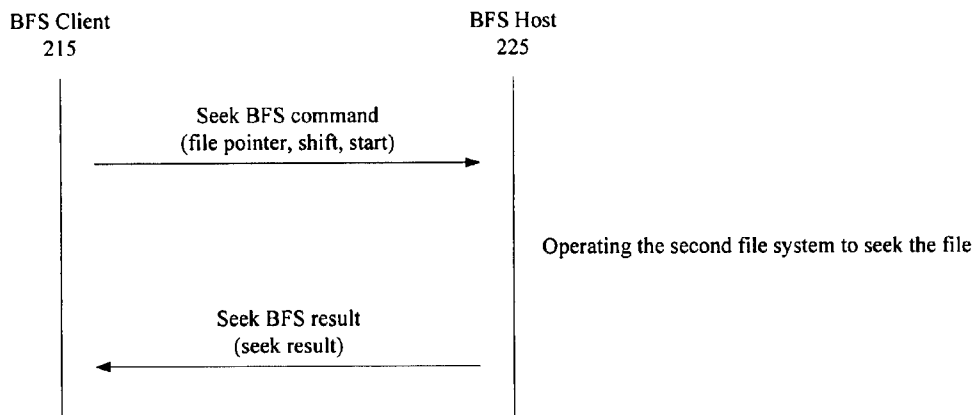 BFS Client
215
BFS Host
225
Seek BFS command
(file pointer, shift, start)
Operating the second file system to seek the file
Seek BFS result
(seek result)